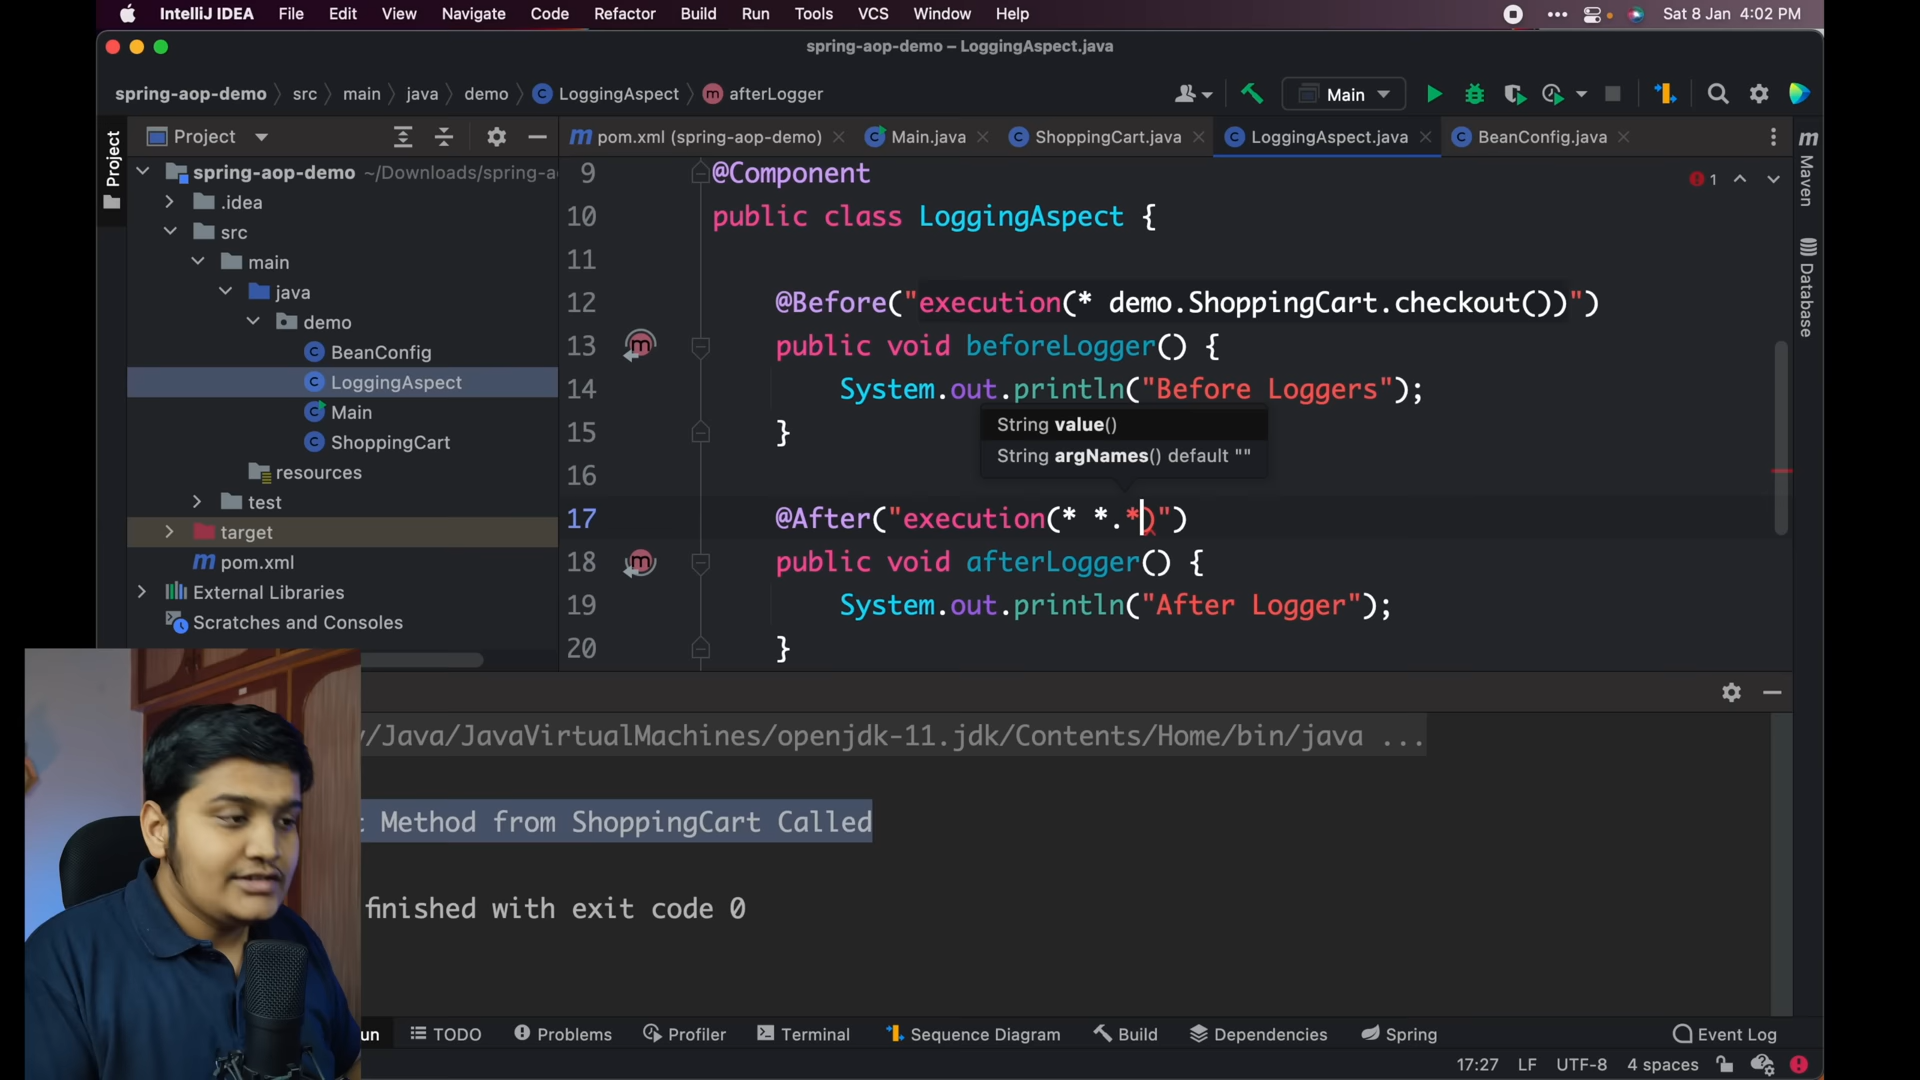 IntelliJ IDEA File Edit View Navigate Code Refactor Build Run Tools VCS Window Help Sat 8 Jan 4:02 PM
spring-aop-demo – LoggingAspect.java
spring-aop-demo src main java demo LoggingAspect afterLogger Main
Project
pom.xml (spring-aop-demo) Main.java ShoppingCart.java LoggingAspect.java BeanConfig.java
Project
Maven
Database
spring-aop-demo ~/Downloads/spring-a
.idea
src
main
java
demo
BeanConfig
LoggingAspect
Main
ShoppingCart
resources
test
target
pom.xml
External Libraries
Scratches and Consoles
1
9 @Component
10 public class LoggingAspect {
11
12 @Before("execution(* demo.ShoppingCart.checkout())")
13 public void beforeLogger() {
14 System.out.println("Before Loggers");
15 }
String value()
String argNames() default ""
16
17 @After("execution(* *.*)")
18 public void afterLogger() {
19 System.out.println("After Logger");
20 }
/Java/JavaVirtualMachines/openjdk-11.jdk/Contents/Home/bin/java ...
Method from ShoppingCart Called
finished with exit code 0
un TODO Problems Profiler Terminal Sequence Diagram Build Dependencies Spring Event Log
17:27 LF UTF-8 4 spaces